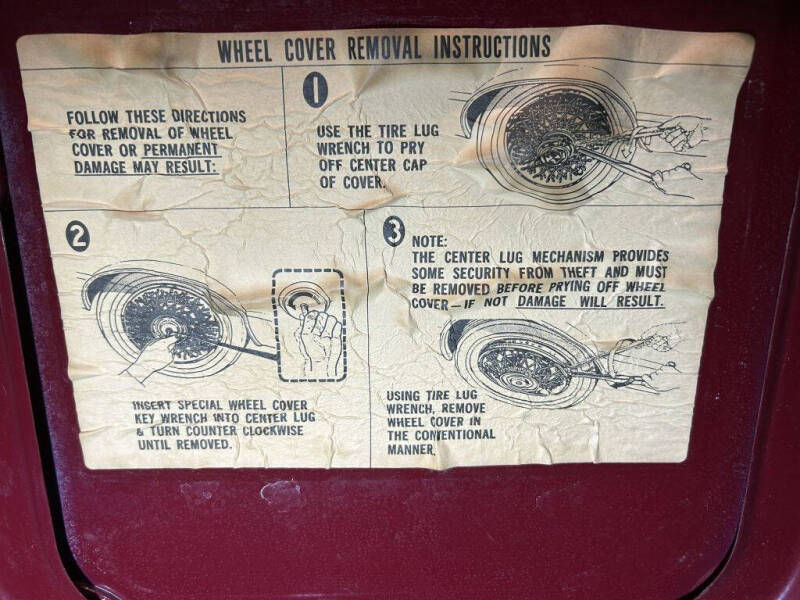 WHEEL COVER REMOVAL INSTRUCTIONS
FOLLOW THESE DIRECTIONS
FOR REMOVAL OF WHEEL
COVER OR PERMANENT
DAMAGE MAY RESULT:
1
USE THE TIRE LUG
WRENCH TO PRY
OFF CENTER CAP
OF COVER.
2
INSERT SPECIAL WHEEL COVER
KEY WRENCH INTO CENTER LUG
& TURN COUNTER CLOCKWISE
UNTIL REMOVED.
3
NOTE:
THE CENTER LUG MECHANISM PROVIDES
SOME SECURITY FROM THEFT AND MUST
BE REMOVED BEFORE PRYING OFF WHEEL
COVER—IF NOT DAMAGE WILL RESULT.
USING TIRE LUG
WRENCH, REMOVE
WHEEL COVER IN
THE CONVENTIONAL
MANNER.